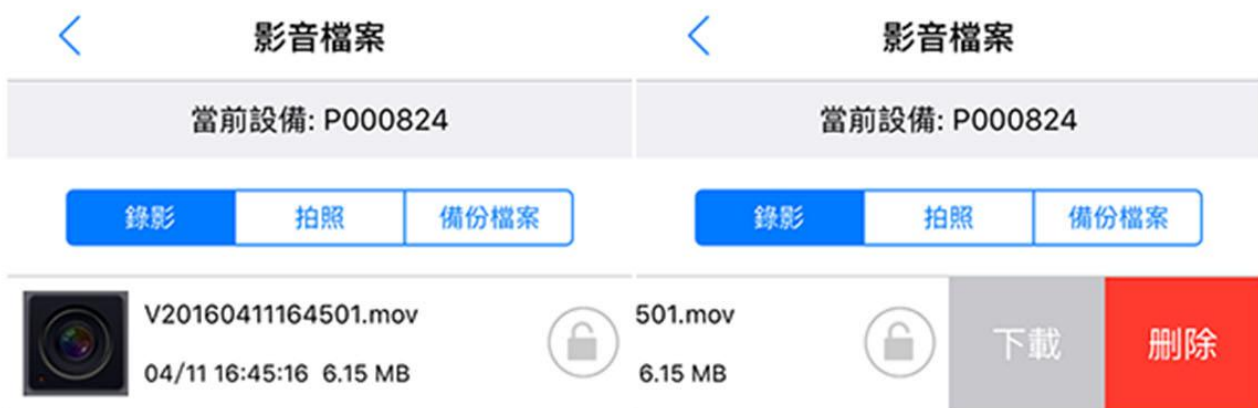 影音檔案
當前設備: P000824
錄影 拍照 備份檔案
V20160411164501.mov
04/11 16:45:16 6.15 MB
影音檔案
當前設備: P000824
錄影 拍照 備份檔案
501.mov
6.15 MB
下載 删除